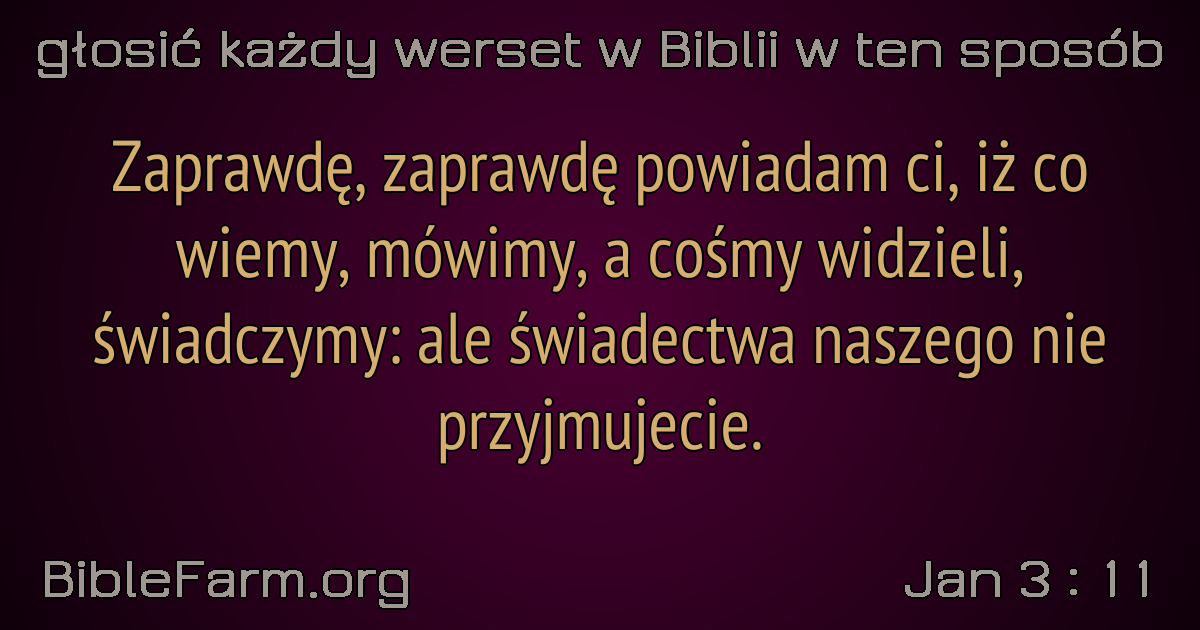 głosić każdy werset w Biblii w ten sposób
Zaprawdę, zaprawdę powiadam ci, iż co
wiemy, mówimy, a cośmy widzieli,
świadczymy: ale świadectwa naszego nie
przyjmujecie.
BibleFarm.org
Jan 3 : 11